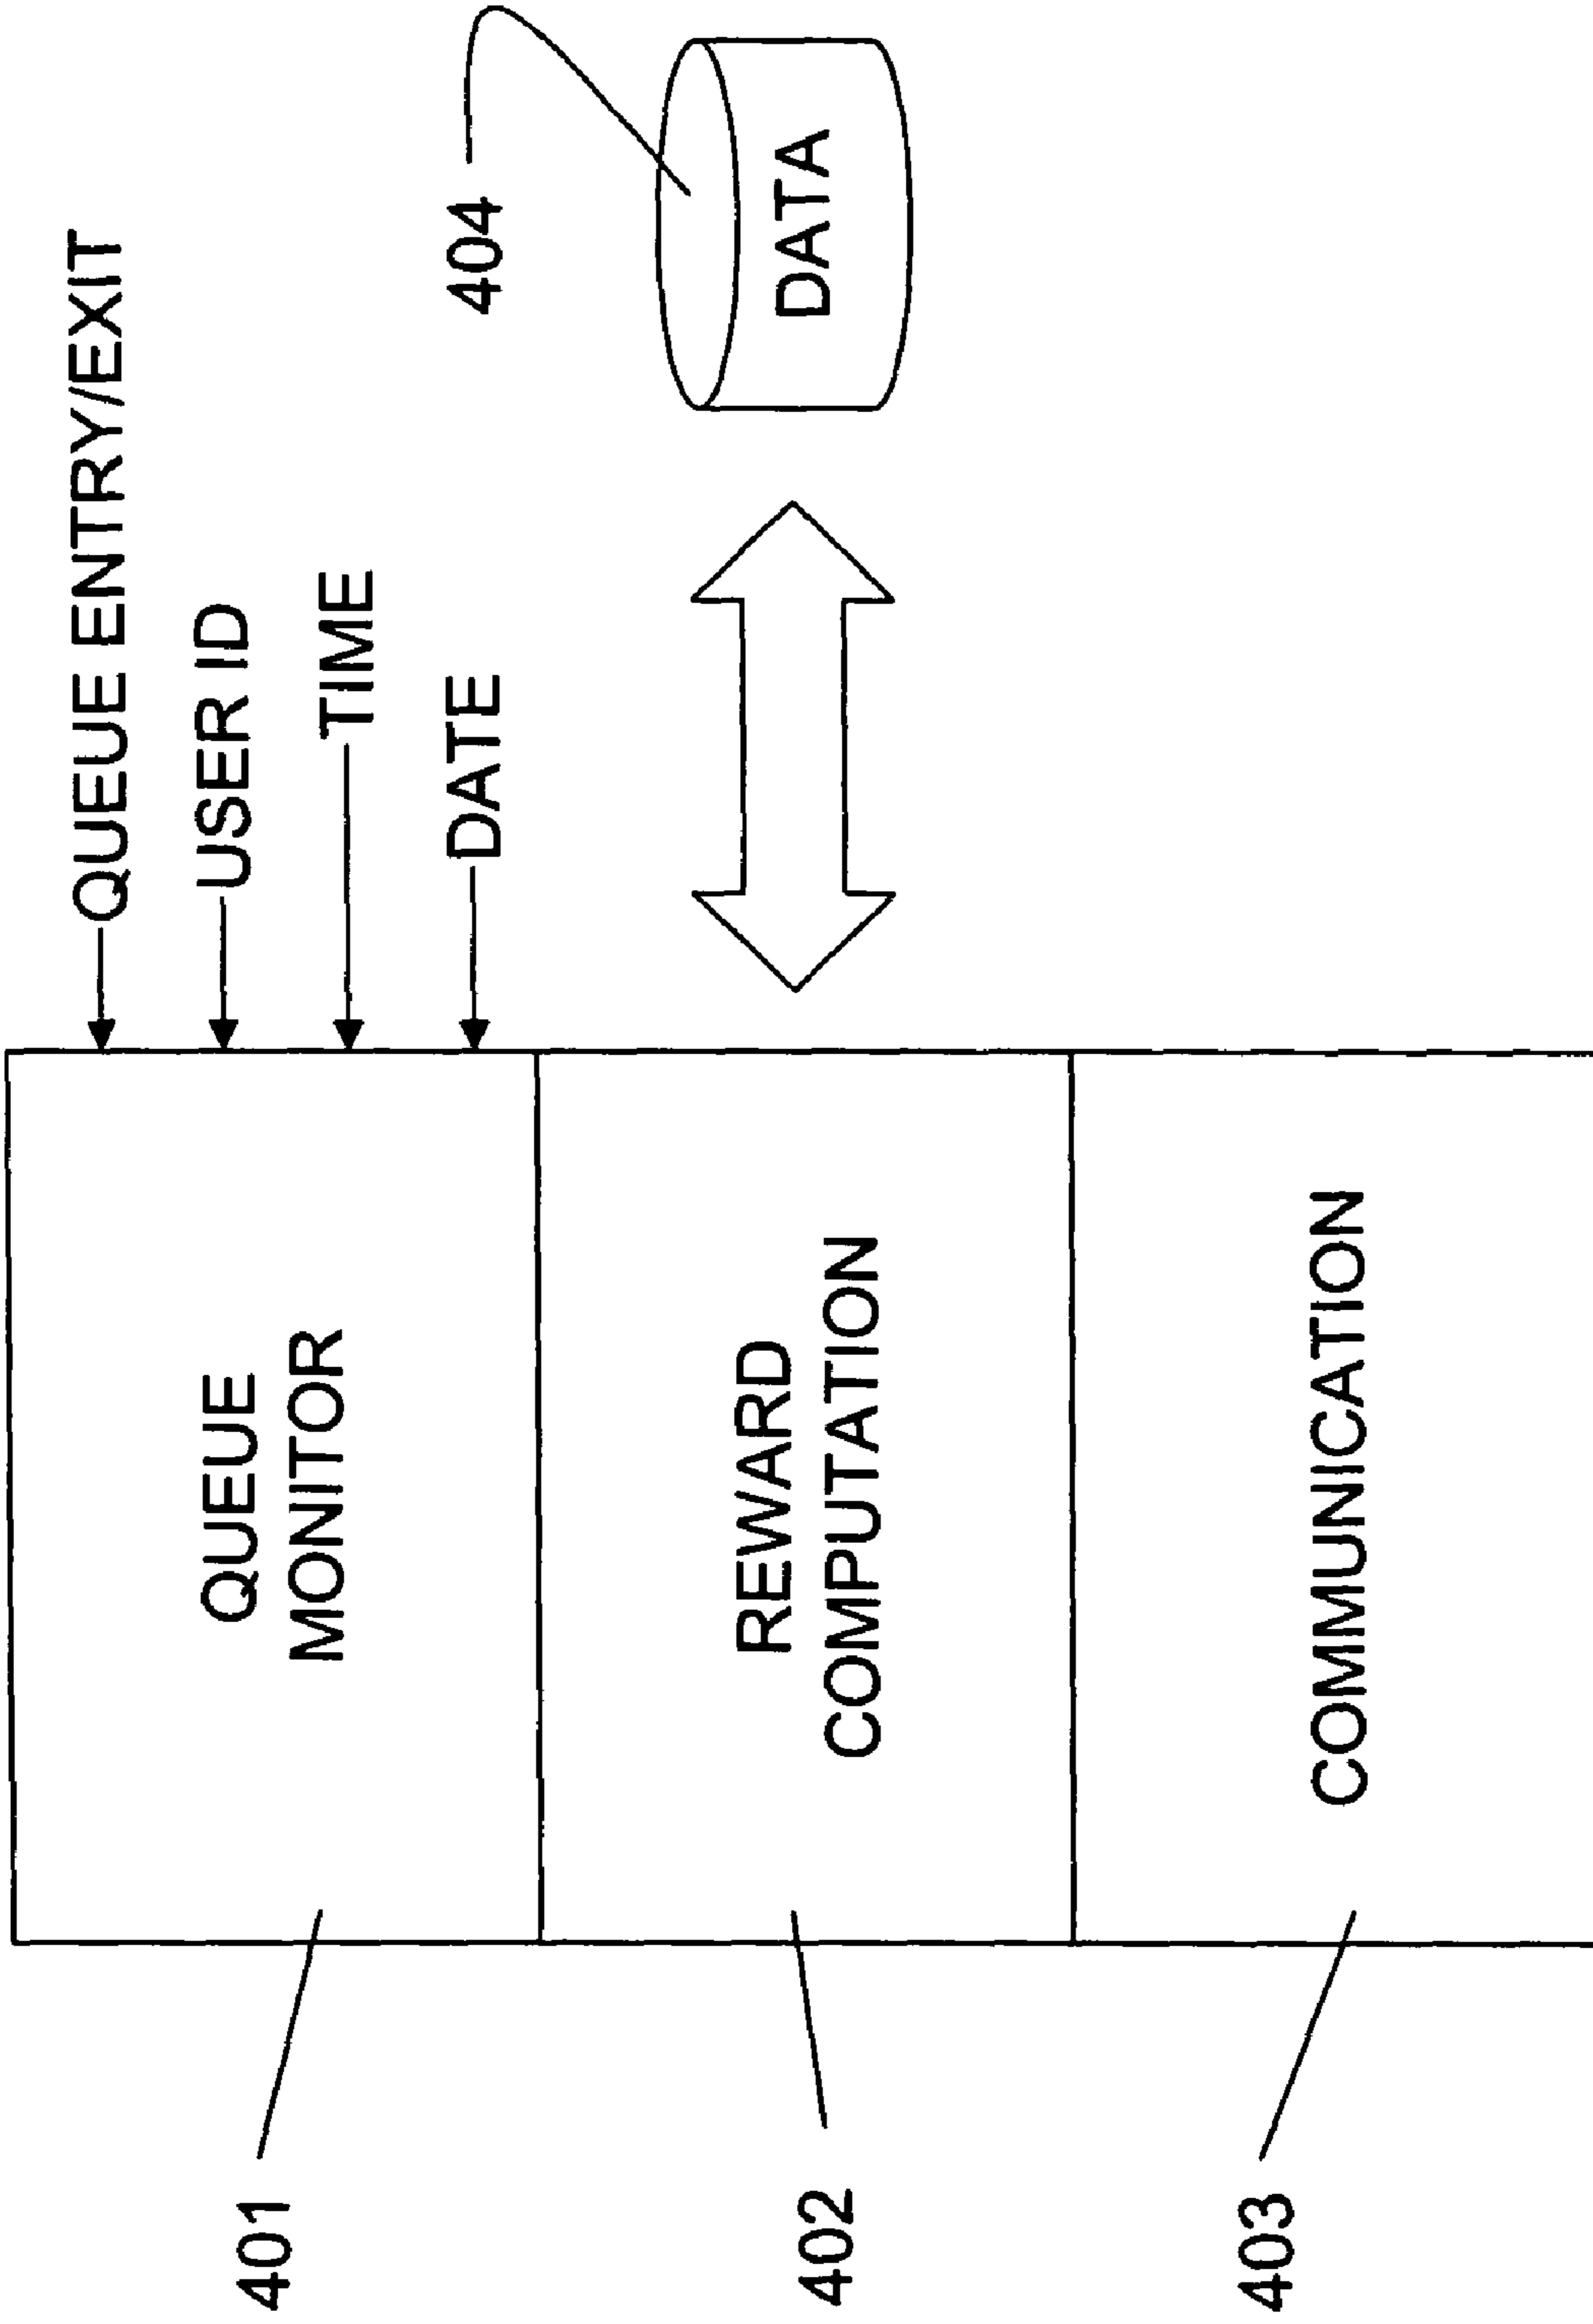 401
QUEUE
MONITOR
QUEUE ENTRY/EXIT
USER ID
TIME
DATE
402
REWARD
COMPUTATION
404
DATA
403
COMMUNICATION